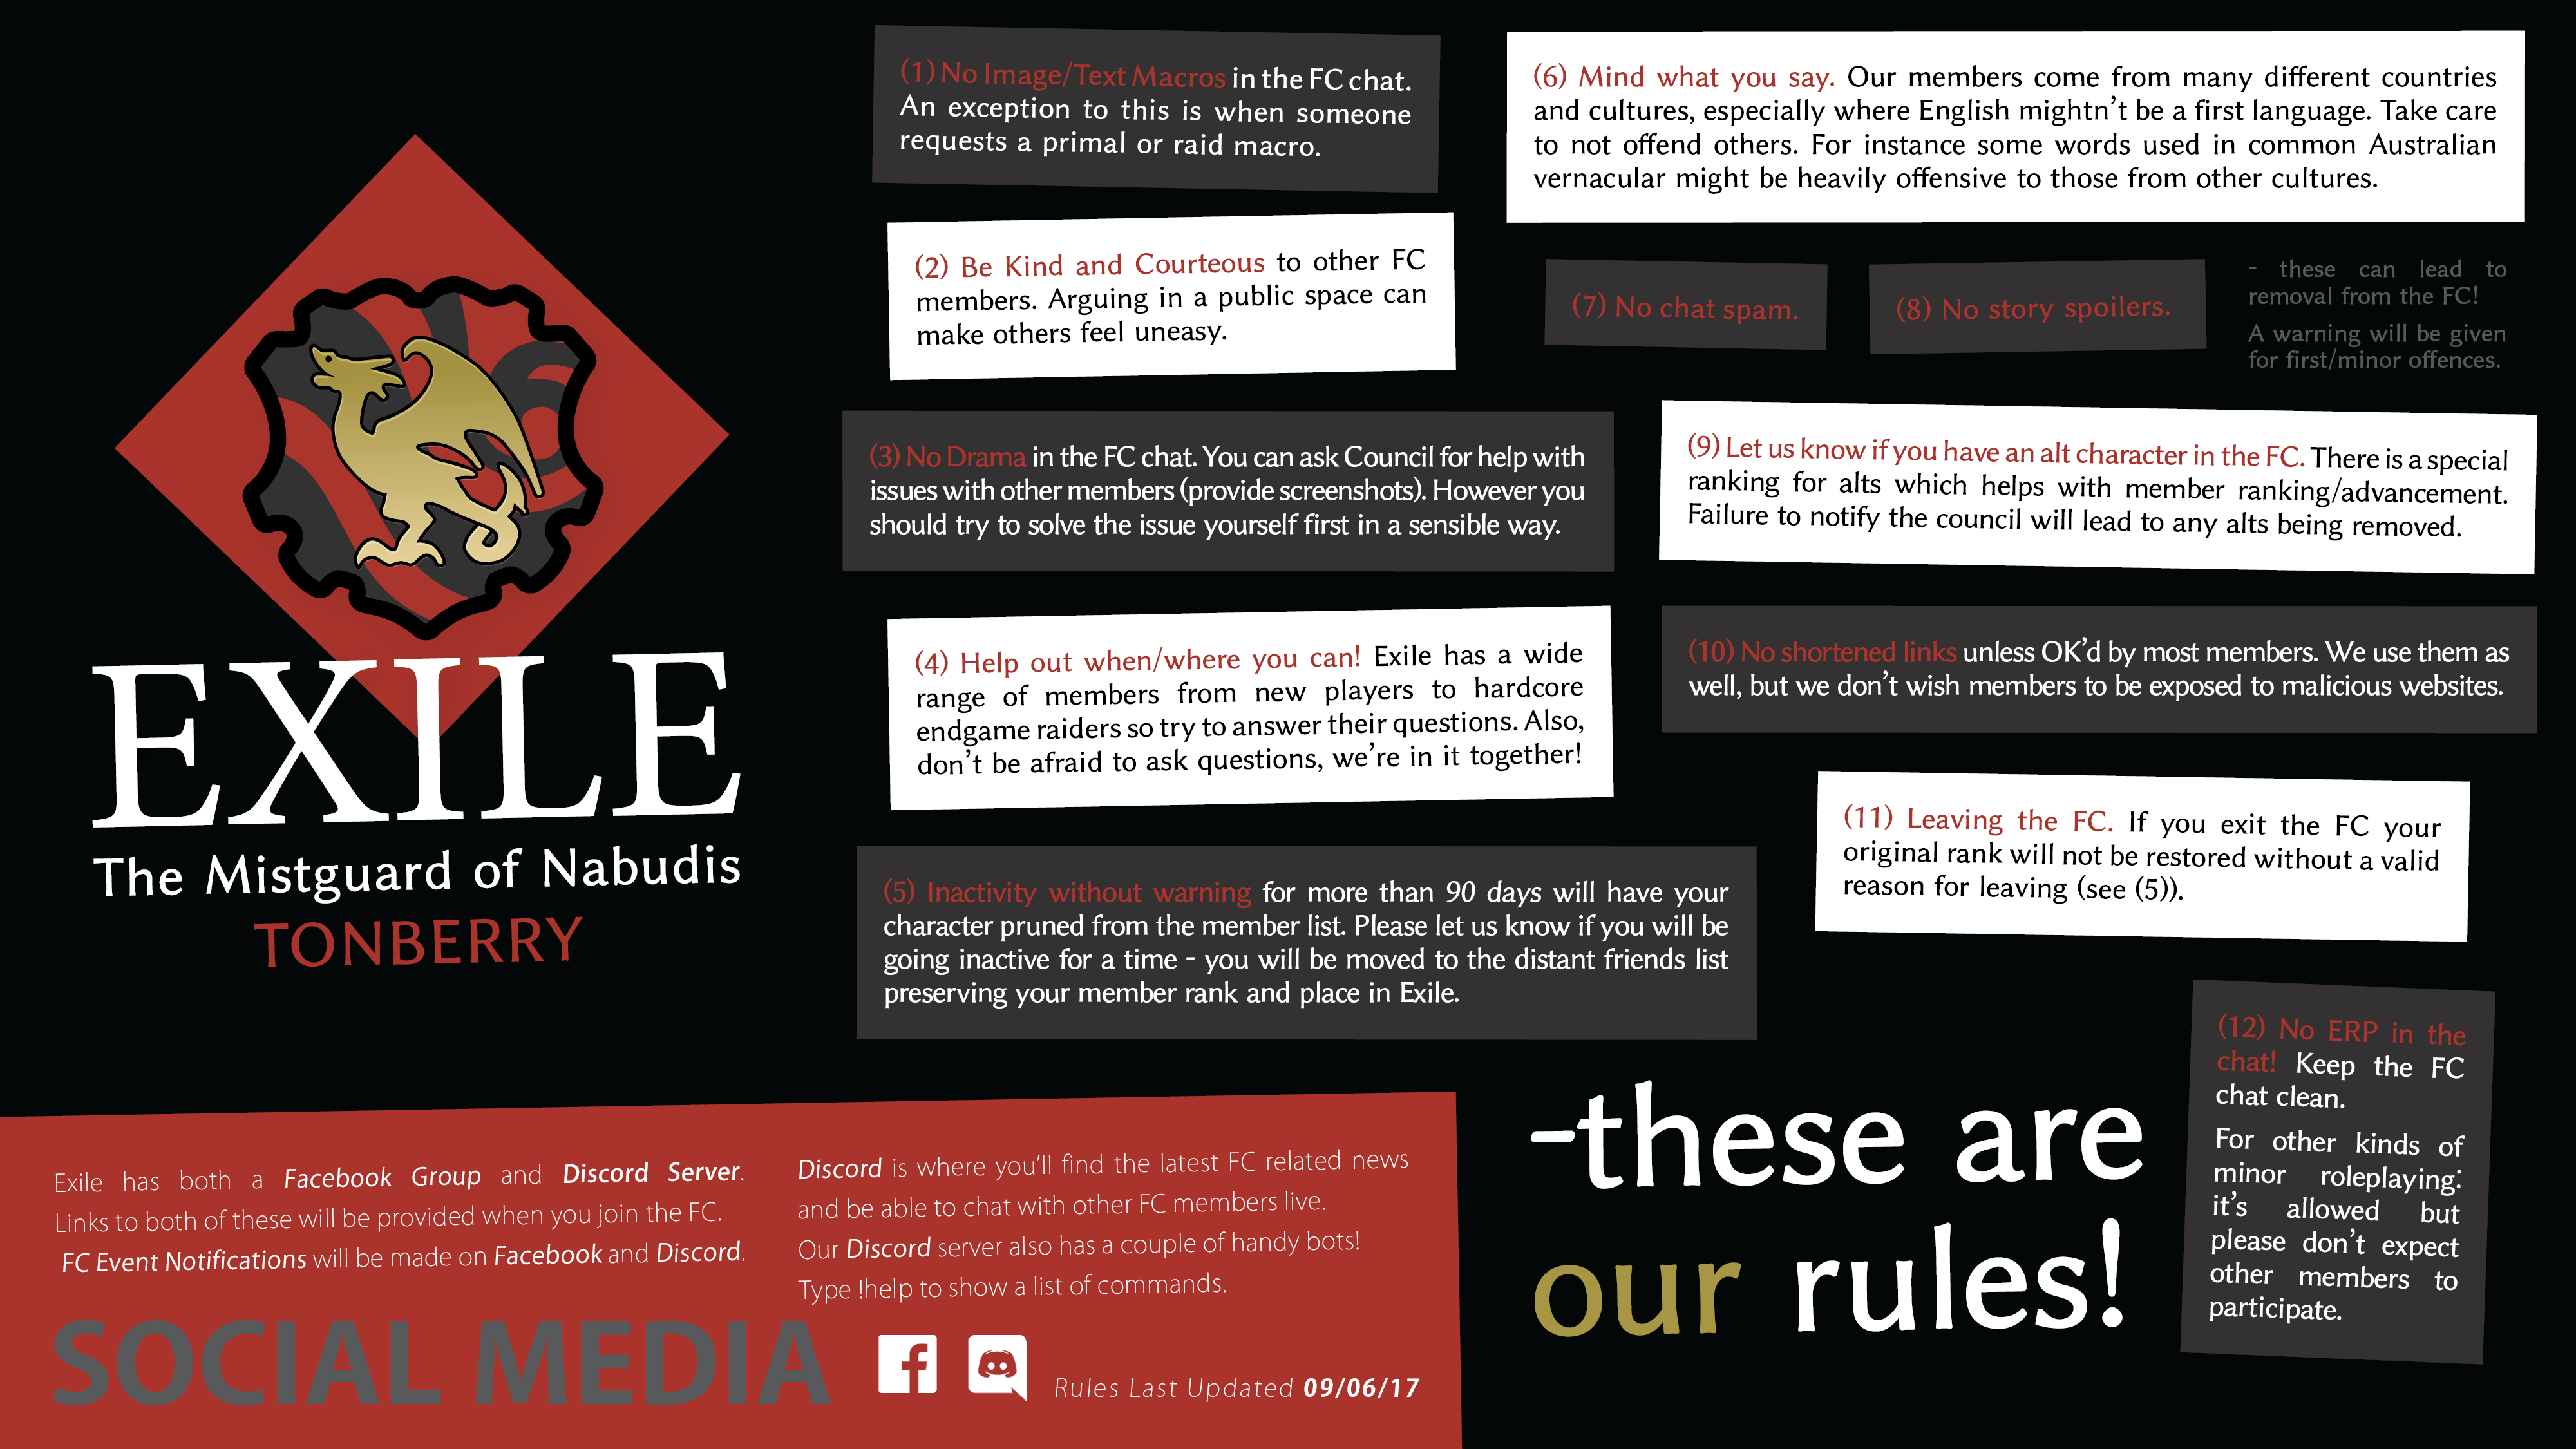 EXILE
The Mistguard of Nabudis
TONBERRY
(1) No Image/Text Macros in the FC chat.
An exception to this is when someone
requests a primal or raid macro.
(2) Be Kind and Courteous to other FC
members. Arguing in a public space can
make others feel uneasy.
(3) No Drama in the FC chat. You can ask Council for help with
issues with other members (provide screenshots). However you
should try to solve the issue yourself first in a sensible way.
(4) Help out when/where you can! Exile has a wide
range of members from new players to hardcore
endgame raiders so try to answer their questions. Also,
don't be afraid to ask questions, we're in it together!
(5) Inactivity without warning for more than 90 days will have your
character pruned from the member list. Please let us know if you will be
going inactive for a time - you will be moved to the distant friends list
preserving your member rank and place in Exile.
(6) Mind what you say. Our members come from many different countries
and cultures, especially where English mightn't be a first language. Take care
to not offend others. For instance some words used in common Australian
vernacular might be heavily offensive to those from other cultures.
(7) No chat spam.
(8) No story spoilers.
- these can lead to
removal from the FC!
A warning will be given
for first/minor offences.
(9) Let us know if you have an alt character in the FC. There is a special
ranking for alts which helps with member ranking/advancement.
Failure to notify the council will lead to any alts being removed.
(10) No shortened links unless OK'd by most members. We use them as
well, but we don't wish members to be exposed to malicious websites.
(11) Leaving the FC. If you exit the FC your
original rank will not be restored without a valid
reason for leaving (see (5)).
(12) No ERP in the
chat! Keep the FC
chat clean.
For other kinds of
minor roleplaying:
it's allowed but
please don't expect
other members to
participate.
-these are
our rules!
Exile has both a Facebook Group and Discord Server.
Links to both of these will be provided when you join the FC.
FC Event Notifications will be made on Facebook and Discord.
Discord is where you'll find the latest FC related news
and be able to chat with other FC members live.
Our Discord server also has a couple of handy bots!
Type !help to show a list of commands.
SOCIAL MEDIA
Rules Last Updated 09/06/17